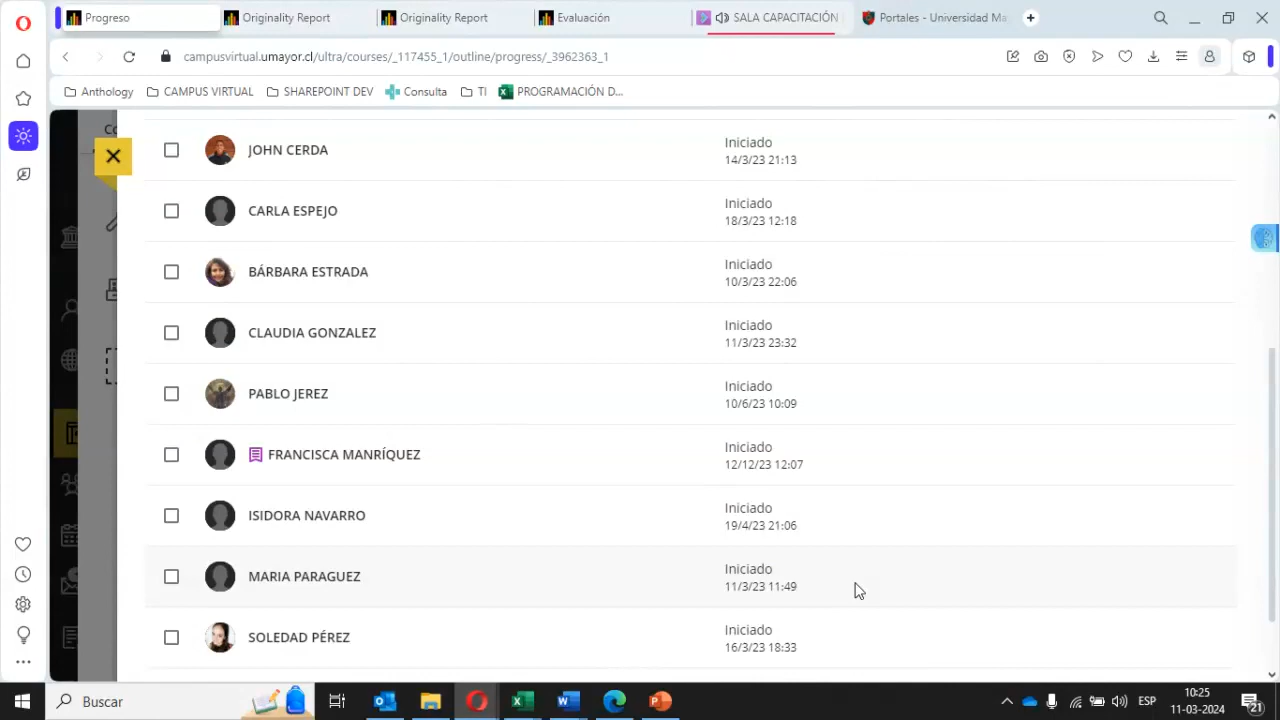 Progreso
Originality Report
Originality Report
Evaluación
SALA CAPACITACIÓN
Portales - Universidad Ma
campusvirtual.umayor.cl/ultra/courses/_117455_1/outline/progress/_3962363_1
Anthology
CAMPUS VIRTUAL
SHAREPOINT DEV
Consulta
TI
PROGRAMACIÓN D...
JOHN CERDA
Iniciado
14/3/23 21:13
CARLA ESPEJO
Iniciado
18/3/23 12:18
BÁRBARA ESTRADA
Iniciado
10/3/23 22:06
CLAUDIA GONZALEZ
Iniciado
11/3/23 23:32
PABLO JEREZ
Iniciado
10/6/23 10:09
FRANCISCA MANRÍQUEZ
Iniciado
12/12/23 12:07
ISIDORA NAVARRO
Iniciado
19/4/23 21:06
MARIA PARAGUEZ
Iniciado
11/3/23 11:49
SOLEDAD PÉREZ
Iniciado
16/3/23 18:33
Buscar
ESP
10:25
11-03-2024
21